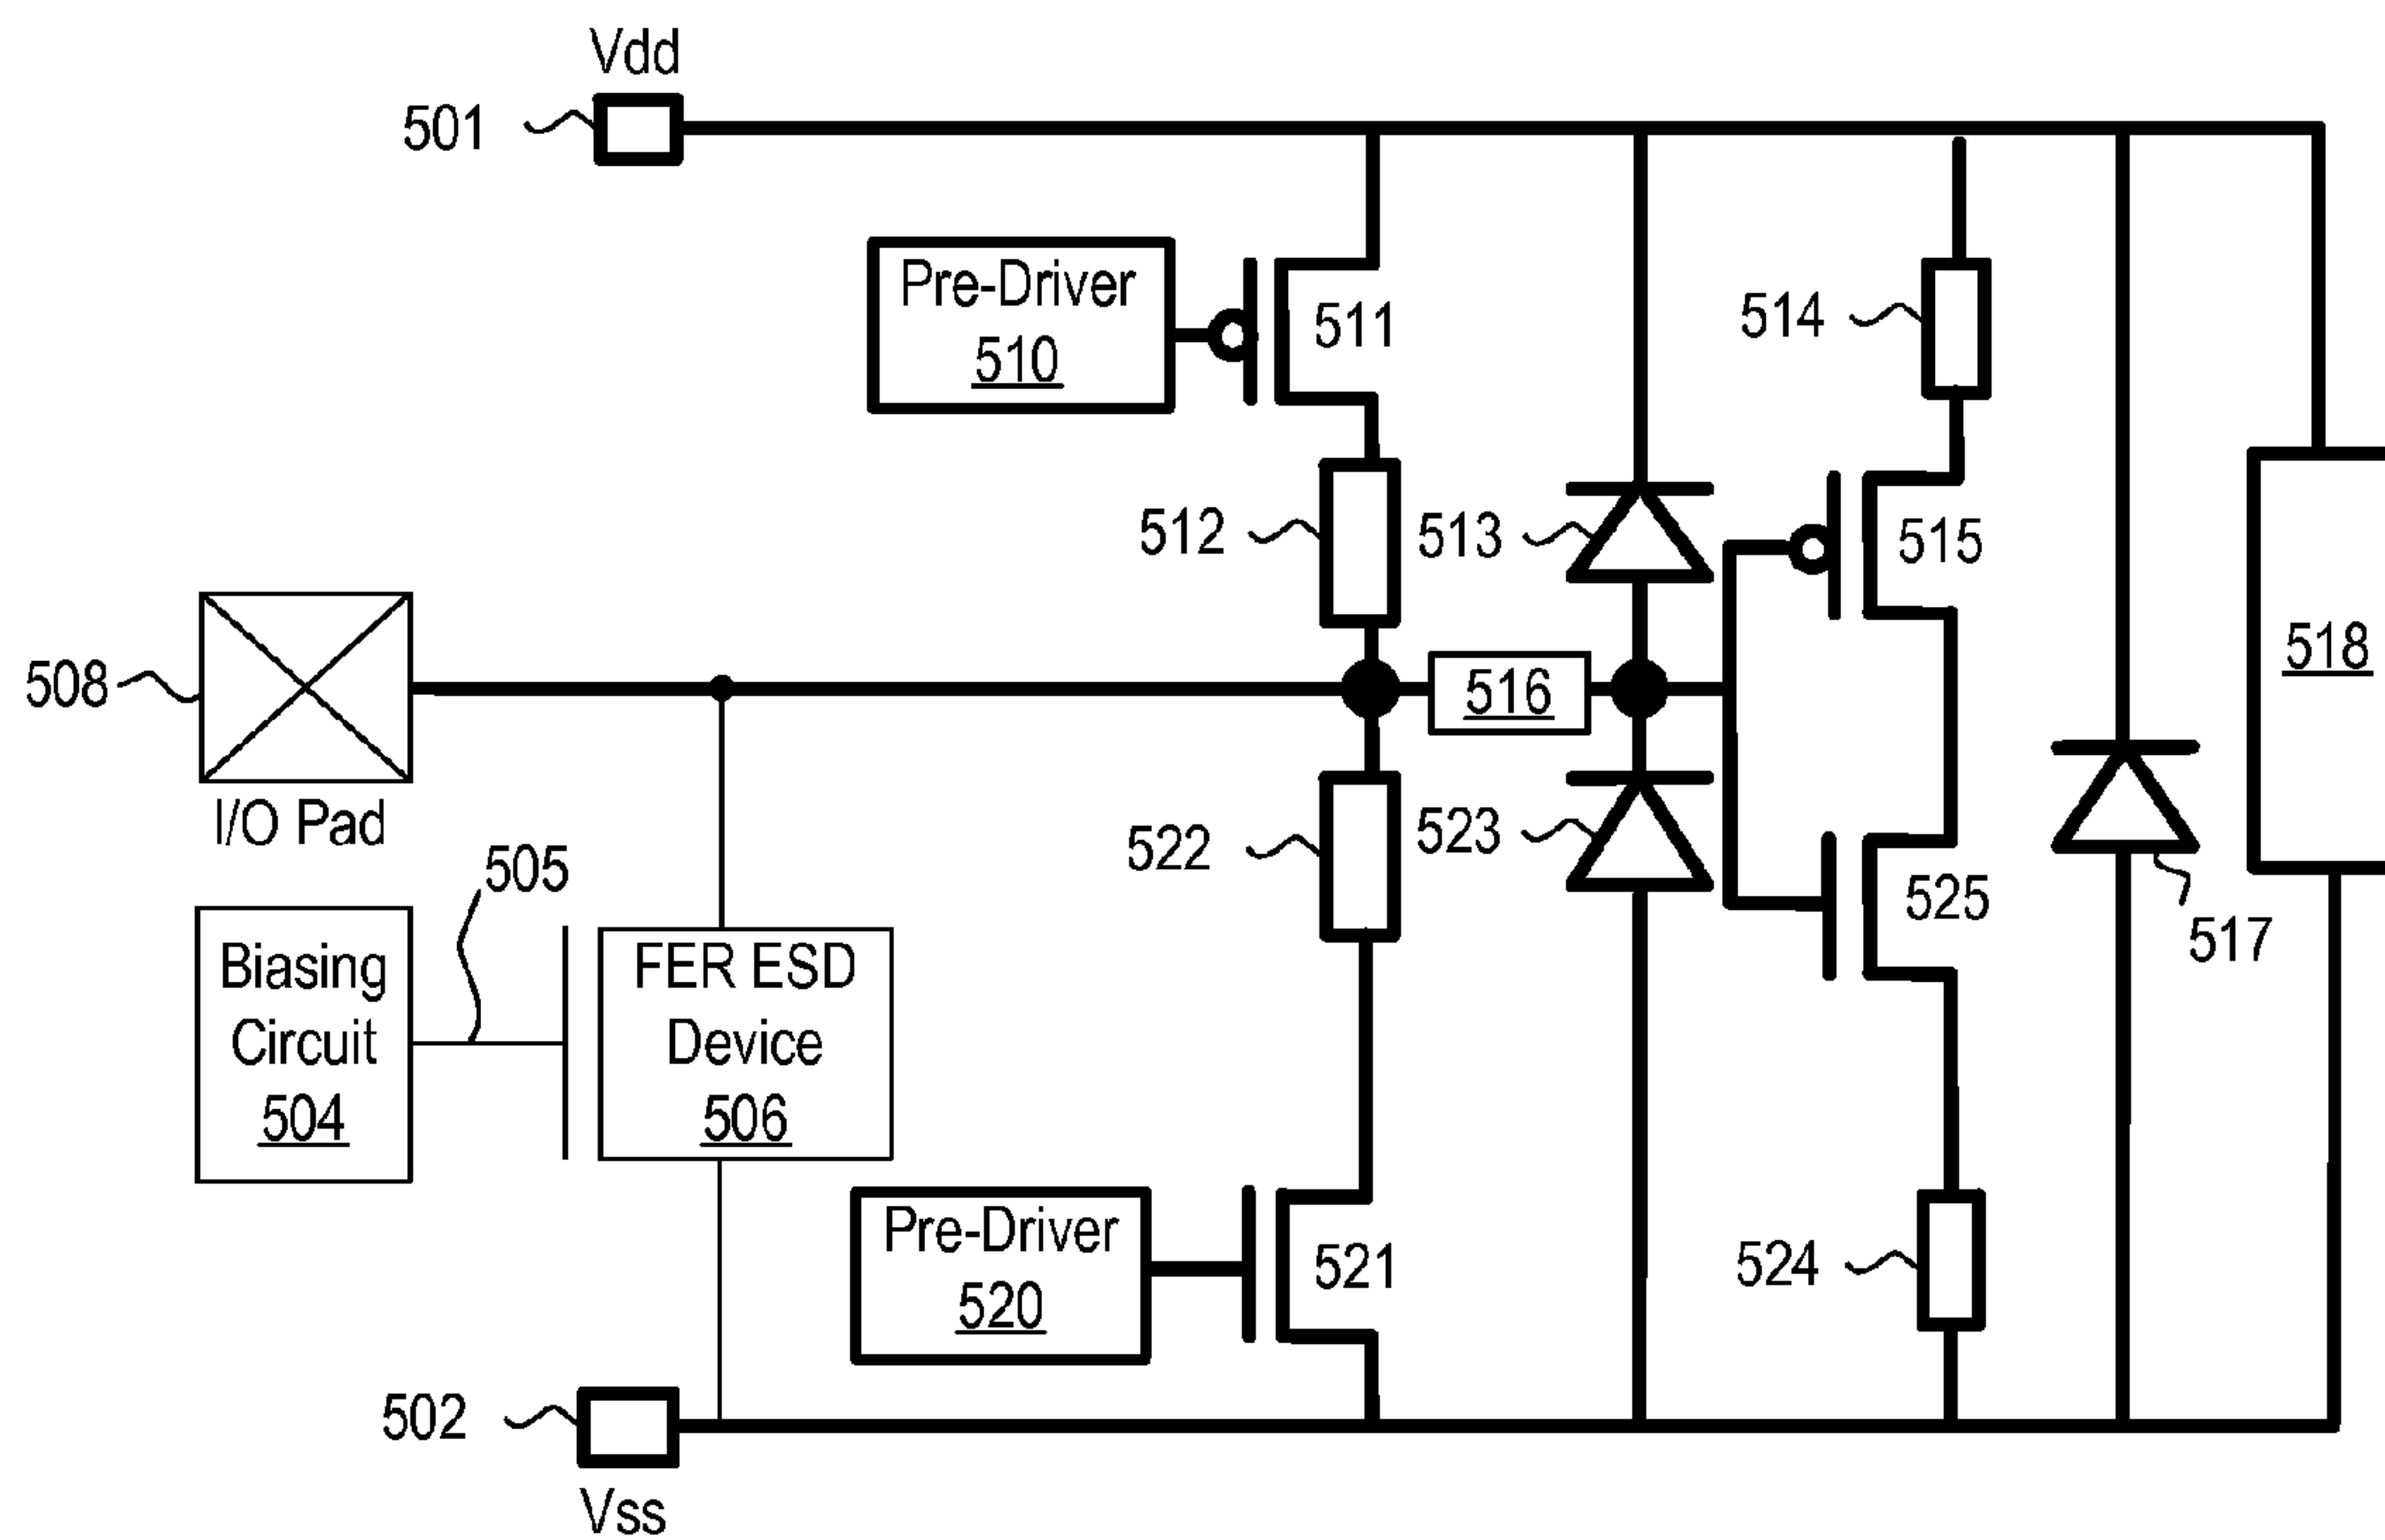 Vdd
501
Pre-Driver
510
511
514
512
513
515
508
516
518
I/O Pad
522
523
505
525
517
Biasing
Circuit
504
FER ESD
Device
506
Pre-Driver
520
521
524
502
Vss